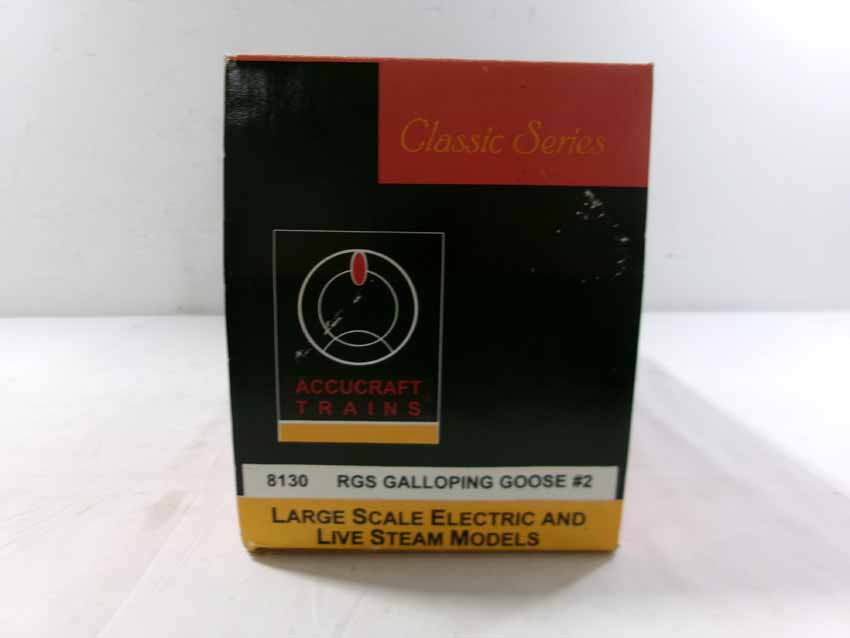 Classic Series
ACCUCRAFT
TRAINS
8130 RGS GALLOPING GOOSE #2
LARGE SCALE ELECTRIC AND
LIVE STEAM MODELS